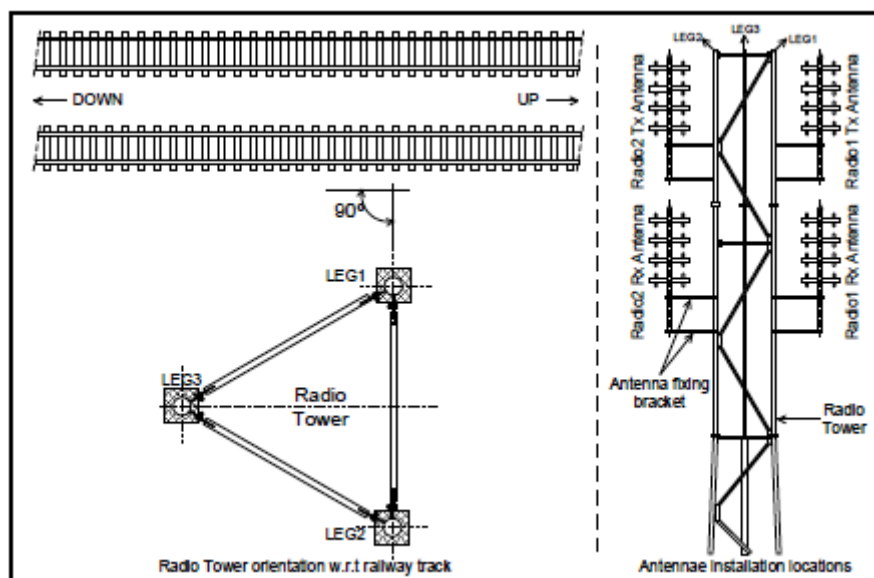 DOWN
UP
90°
LEG1
LEG3
Radio
Tower
LEG2
Radio Tower orientation w.r.t railway track
LEG2
LEG3
LEG1
Radio2 Tx Antenna
Radio1 Tx Antenna
Radio2 Rx Antenna
Radio1 Rx Antenna
Antenna fixing
bracket
Radio
Tower
Antennae installation locations